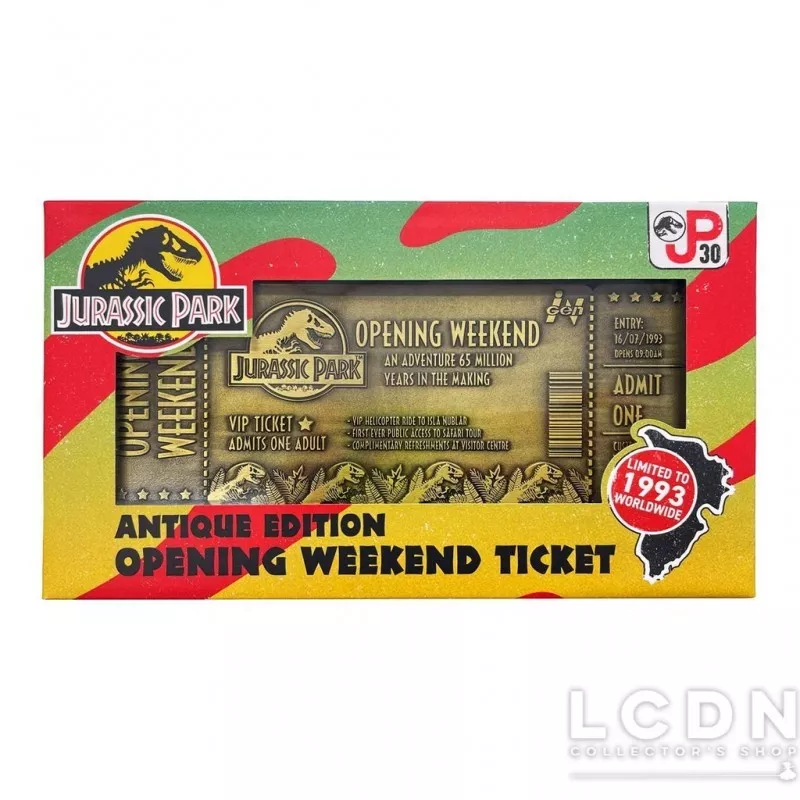 JP
30
JURASSIC PARK
OPENING
WEEKEND
JURASSIC PARK
OPENING WEEKEND
AN ADVENTURE 65 MILLION
YEARS IN THE MAKING
InGen
VIP TICKET
ADMITS ONE ADULT
• VIP HELICOPTER RIDE TO ISLA NUBLAR
• FIRST EVER PUBLIC ACCESS TO SAFARI TOUR
• COMPLIMENTARY REFRESHMENTS AT VISITOR CENTRE
ENTRY:
16/07/1993
OPENS 09:00AM
ADMIT
ONE
LIMITED TO
1993
WORLDWIDE
ANTIQUE EDITION
OPENING WEEKEND TICKET
LCDN
COLLECTOR'S SHOP